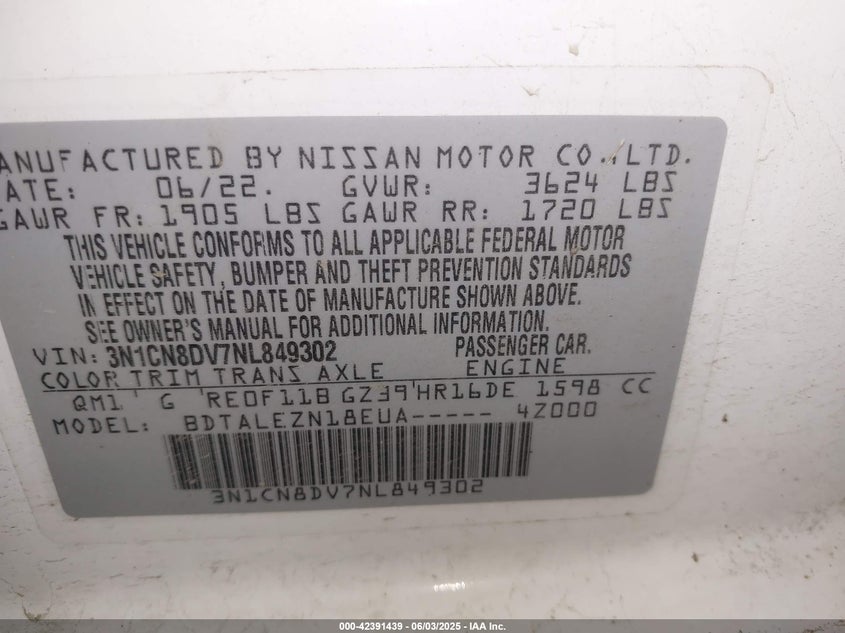 ANUFACTURED BY NISSAN MOTOR CO., LTD.
ATE: 06/22. GVWR: 3624 LBS
GAWR FR: 1905 LBS GAWR RR: 1720 LBS
THIS VEHICLE CONFORMS TO ALL APPLICABLE FEDERAL MOTOR
VEHICLE SAFETY, BUMPER AND THEFT PREVENTION STANDARDS
IN EFFECT ON THE DATE OF MANUFACTURE SHOWN ABOVE.
SEE OWNER'S MANUAL FOR ADDITIONAL INFORMATION.
VIN: 3N1CN8DV7NL849302 PASSENGER CAR.
COLOR TRIM TRANS AXLE ENGINE
QM1 G RE0F11B GZ39 HR16DE 1598 CC
MODEL: BDTALEZN18EUA----- 4Z000
3N1CN8DV7NL849302
000-42391439 - 06/03/2025 - IAA Inc.